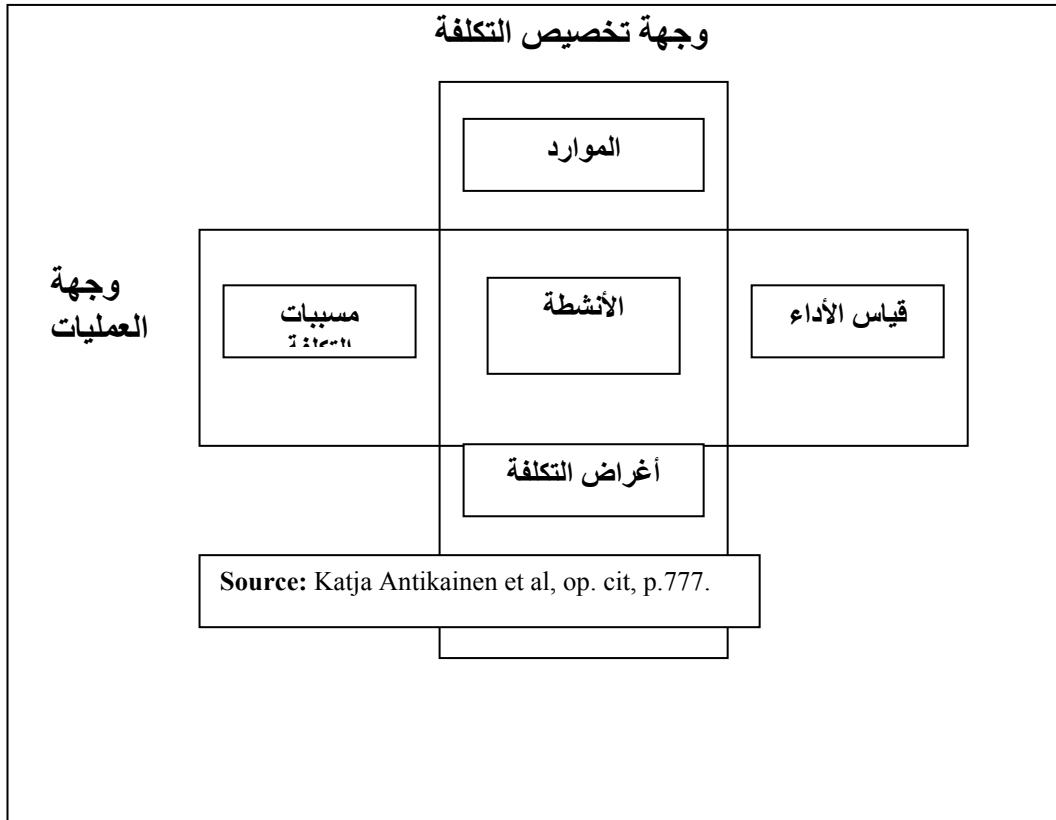 وجهة تخصيص التكلفة
الموارد
وجهة
العمليات
مسببات
الأنشطة
قياس الأداء
أغراض التكلفة
Source: Katja Antikainen et al, op. cit, p.777.